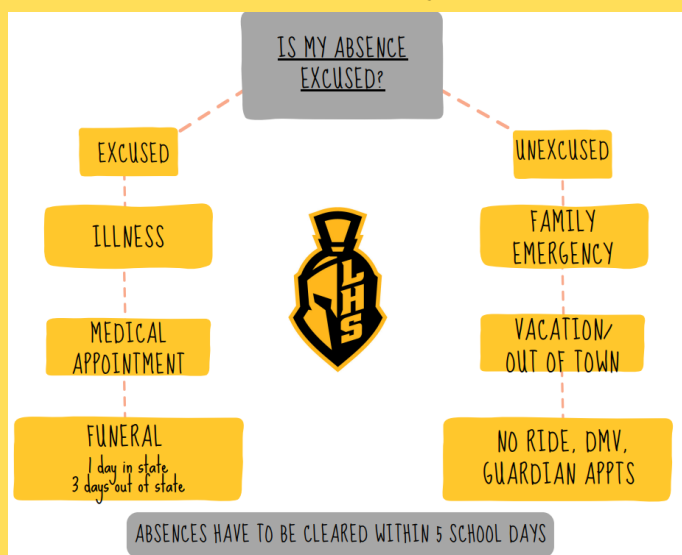 IS MY ABSENCE
EXCUSED?
EXCUSED
UNEXCUSED
ILLNESS
FAMILY
EMERGENCY
LHS
MEDICAL
APPOINTMENT
VACATION/
OUT OF TOWN
FUNERAL
1 day in state
3 days out of state
NO RIDE, DMV,
GUARDIAN APPTS
ABSENCES HAVE TO BE CLEARED WITHIN 5 SCHOOL DAYS